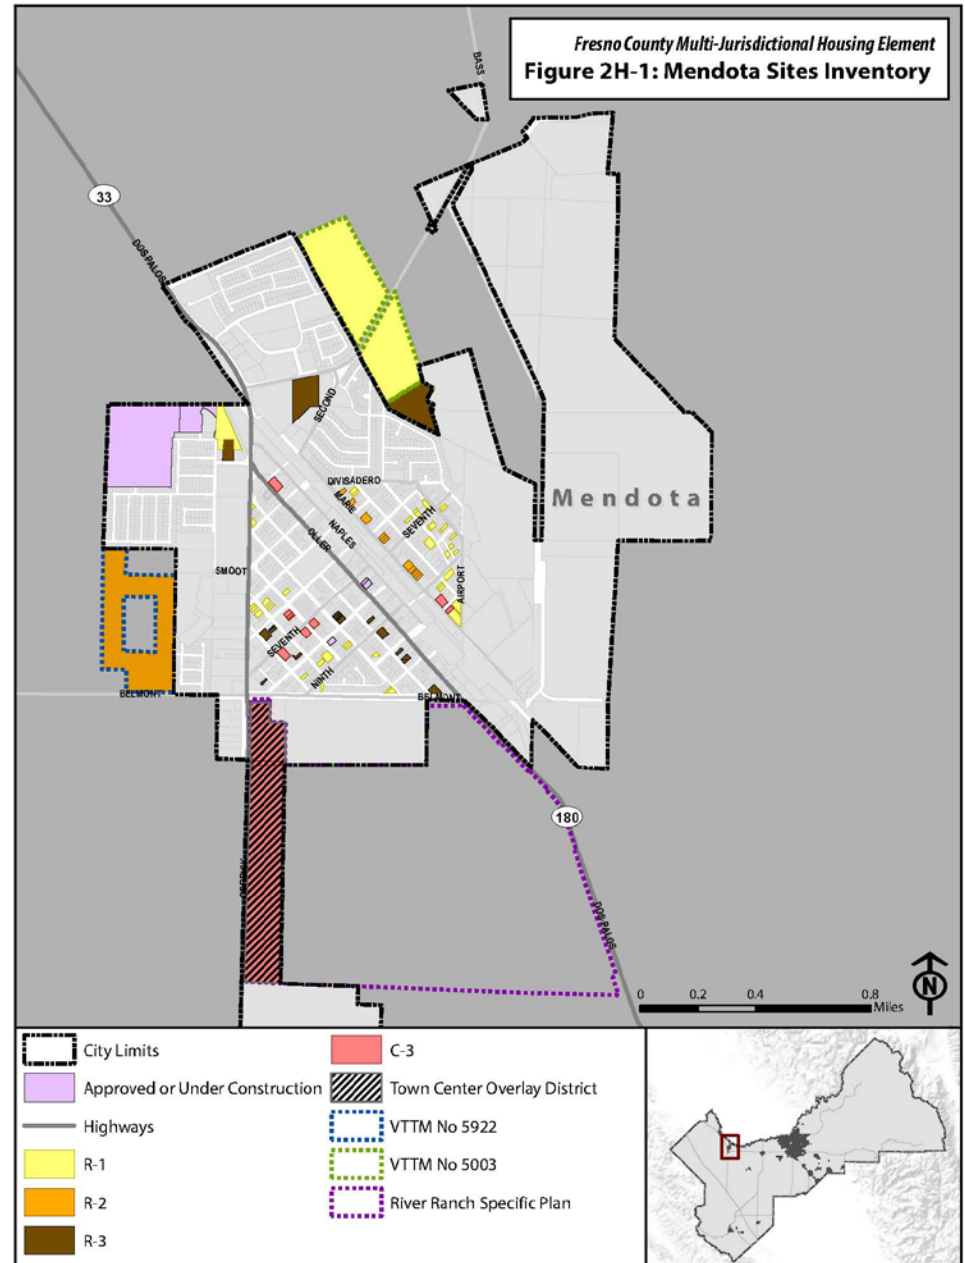 Fresno County Multi-Jurisdictional Housing Element
Figure 2H-1: Mendota Sites Inventory
BASS
33
DOS PALOS
SECOND
DIVISADERO
MARIE
Mendota
NAPLES
SEVENTH
OLLER
SMOOT
AIRPORT
SEVENTH
NINTH
BELMONT
BELMONT
180
DOS PALOS
N
0 0.2 0.4 0.8
Miles
City Limits
Approved or Under Construction
Highways
R-1
R-2
R-3
C-3
Town Center Overlay District
VTTM No 5922
VTTM No 5003
River Ranch Specific Plan